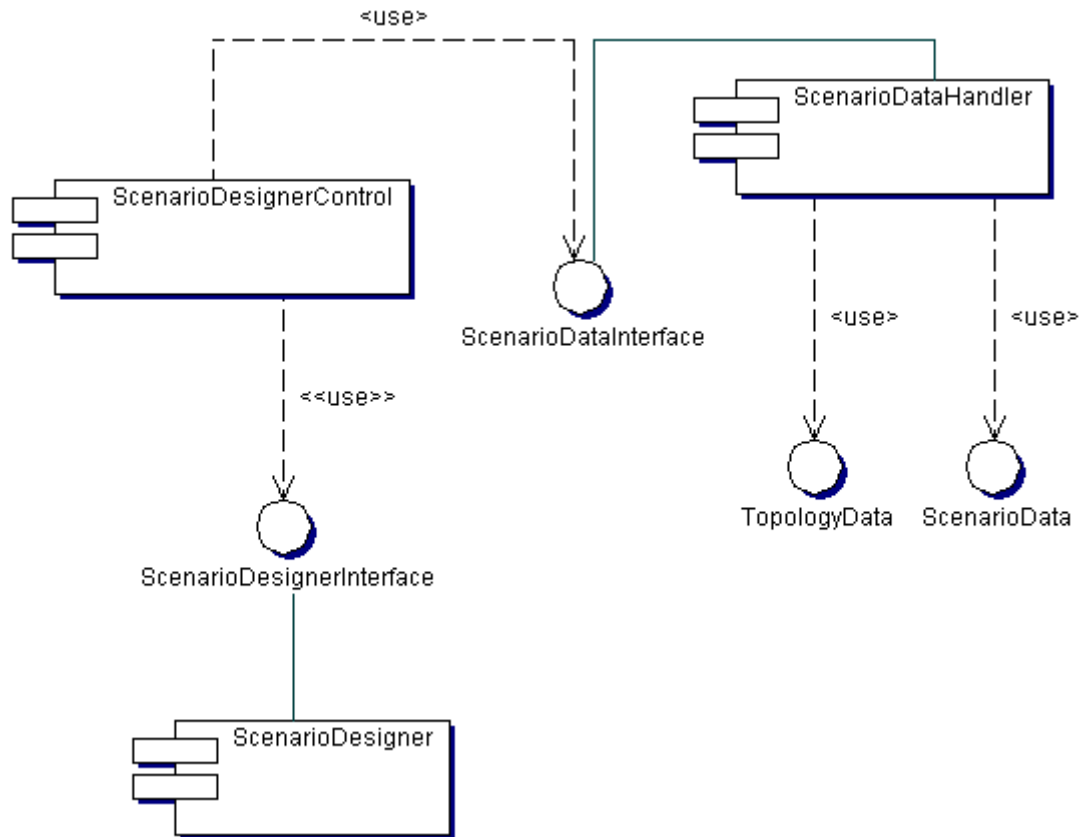 <use>
ScenarioDataHandler
ScenarioDesignerControl
ScenarioDataInterface
<use>
<use>
<<use>>
TopologyData
ScenarioData
ScenarioDesignerInterface
ScenarioDesigner